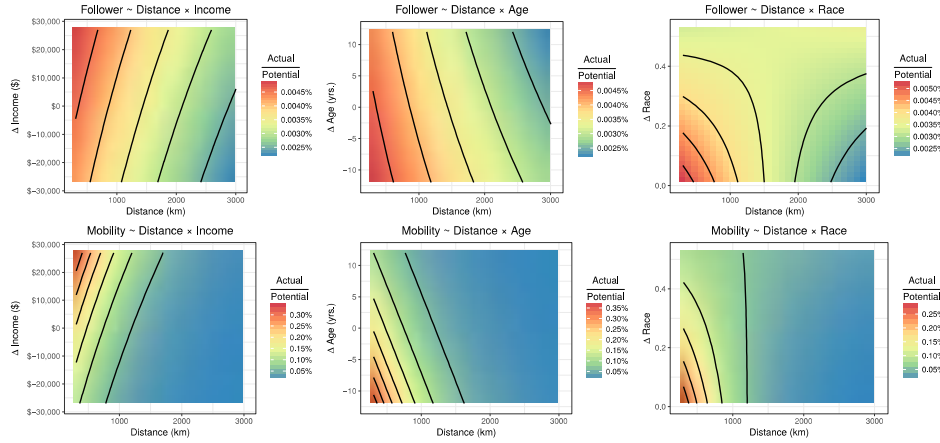 Follower ~ Distance × Income
$30,000
$20,000
$10,000
$0
$−10,000
$−20,000
$−30,000
Δ Income ($)
0
1000
2000
3000
Distance (km)
Actual
Potential
0.0045%
0.0040%
0.0035%
0.0030%
0.0025%
Follower ~ Distance × Age
10
5
0
−5
−10
Δ Age (yrs.)
0
1000
2000
3000
Distance (km)
Actual
Potential
0.0045%
0.0040%
0.0035%
0.0030%
0.0025%
Follower ~ Distance × Race
0.4
0.2
0.0
Δ Race
0
1000
2000
3000
Distance (km)
Actual
Potential
0.0050%
0.0045%
0.0040%
0.0035%
0.0030%
0.0025%
Mobility ~ Distance × Income
$30,000
$20,000
$10,000
$0
$−10,000
$−20,000
$−30,000
Δ Income ($)
0
1000
2000
3000
Distance (km)
Actual
Potential
0.30%
0.20%
0.15%
0.10%
0.05%
Mobility ~ Distance × Age
10
5
0
−5
−10
Δ Age (yrs.)
0
1000
2000
3000
Distance (km)
Actual
Potential
0.35%
0.30%
0.20%
0.15%
0.10%
0.05%
Mobility ~ Distance × Race
0.4
0.2
0.0
Δ Race
0
1000
2000
3000
Distance (km)
Actual
Potential
0.25%
0.20%
0.15%
0.10%
0.05%